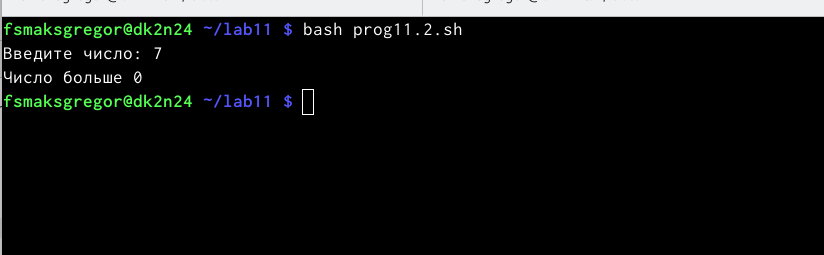 fsmaksgregor@dk2n24 ~/lab11 $ bash prog11.2.sh
Введите число: 7
Число больше 0
fsmaksgregor@dk2n24 ~/lab11 $